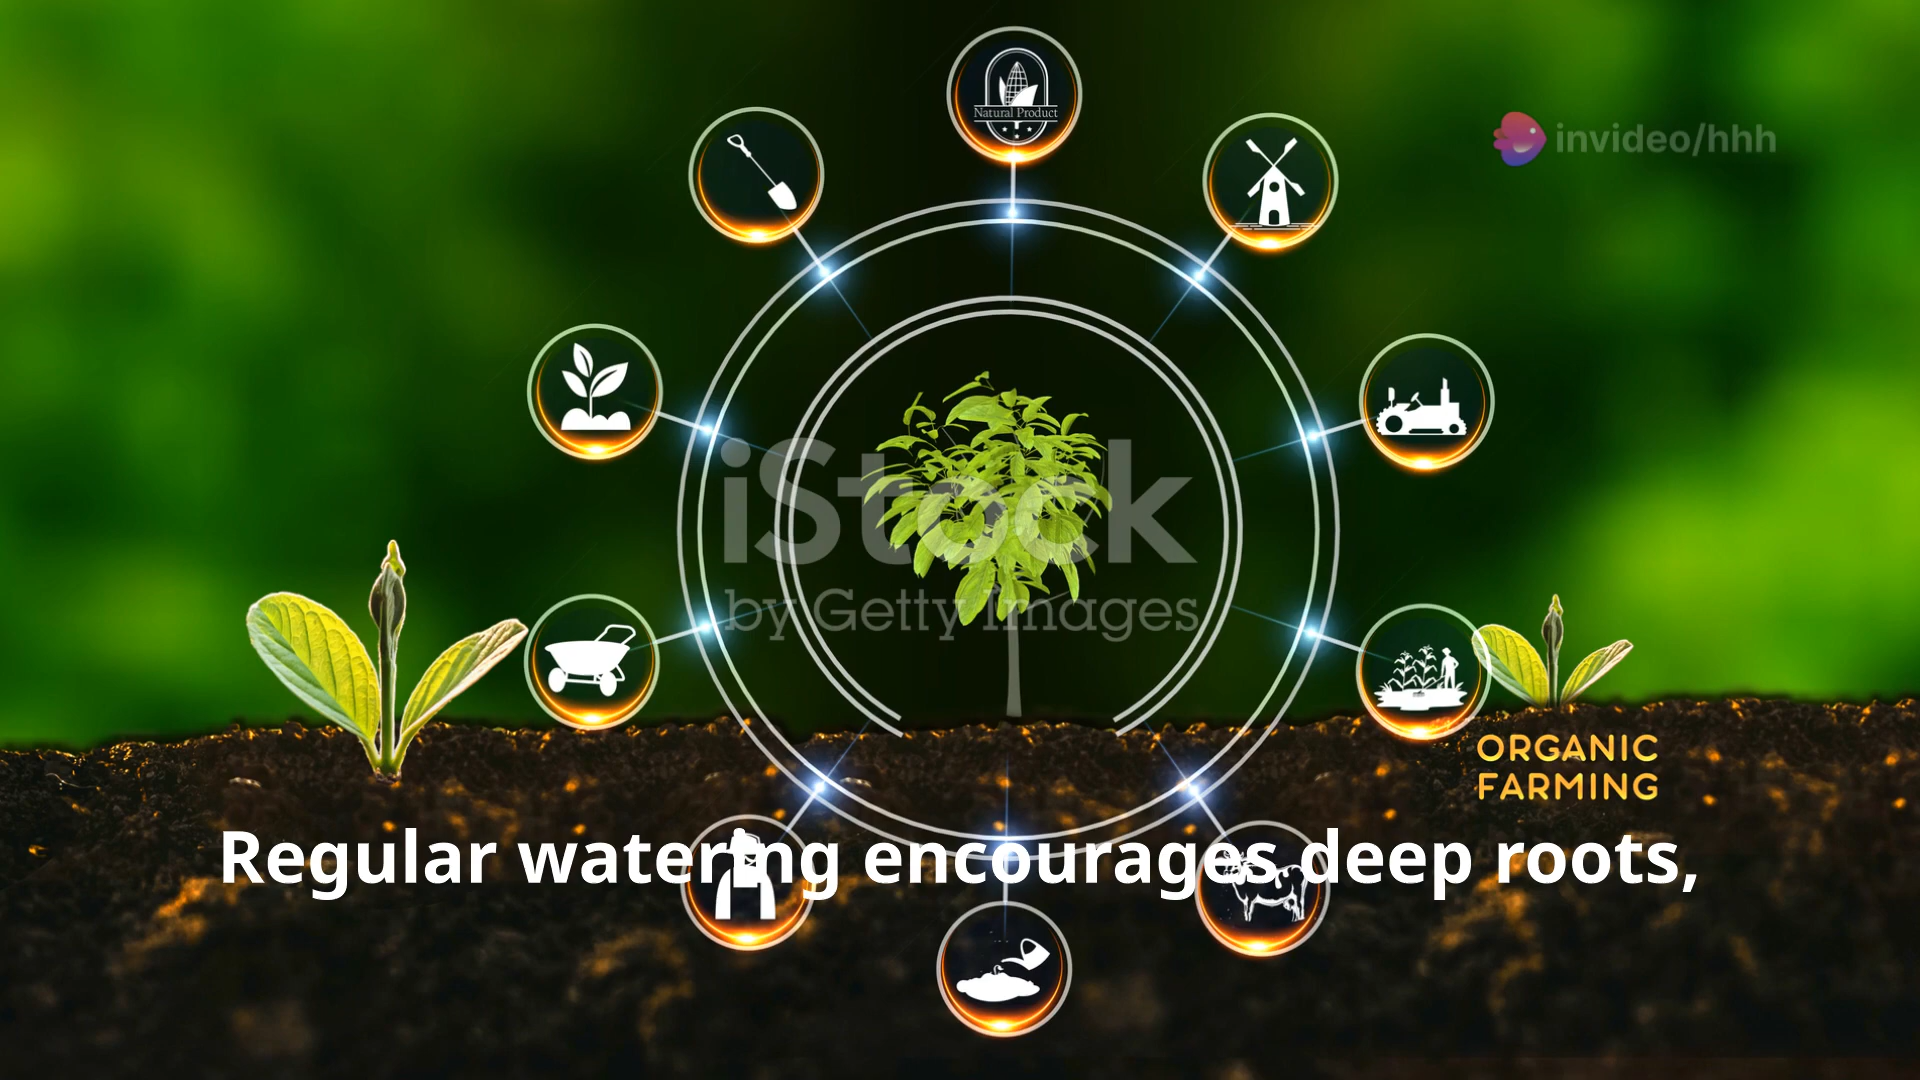 Natural Product
invideo/hhh
iStock
by Getty Images
ORGANIC
FARMING
Regular watering encourages deep roots,